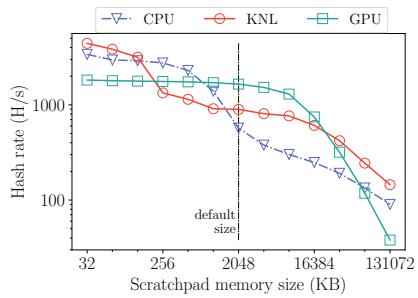 CPU KNL GPU
Hash rate (H/s)
1000
100
default
size
32 256 2048 16384 131072
Scratchpad memory size (KB)